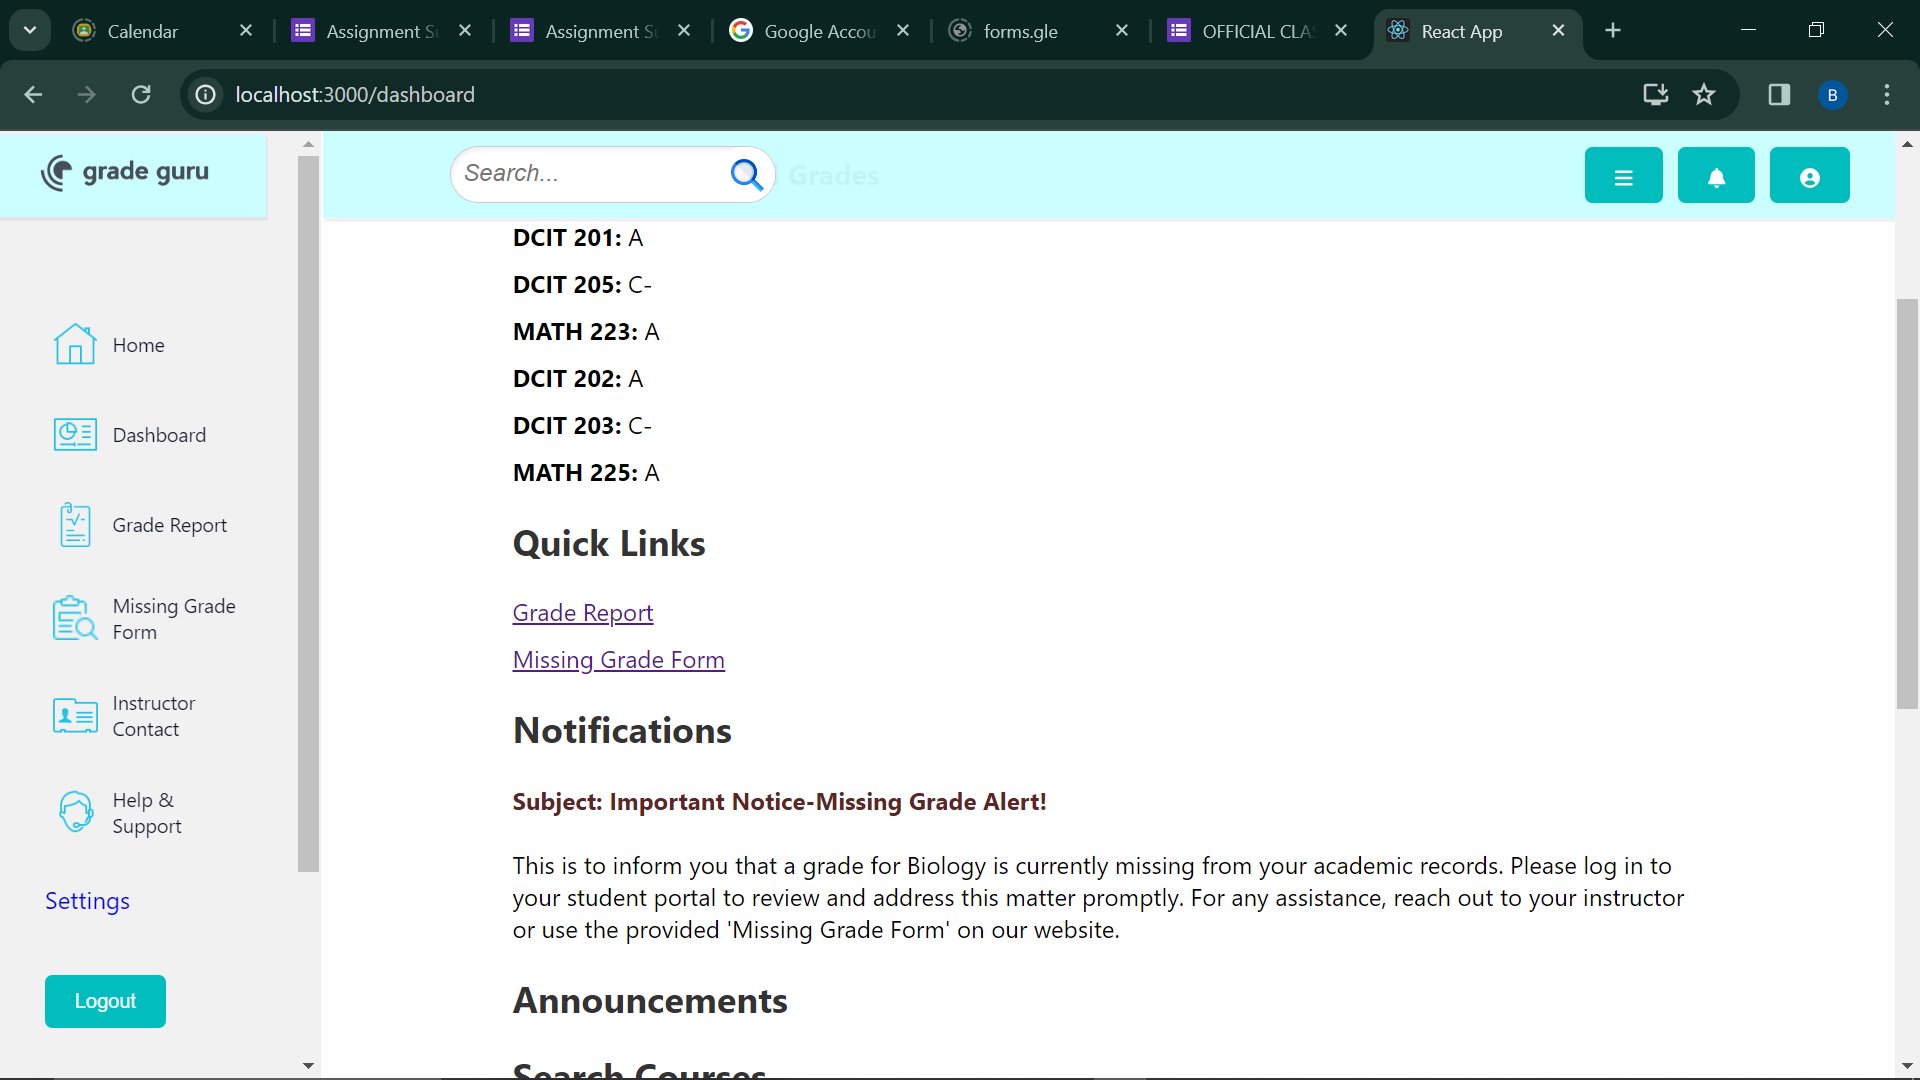 Calendar
Assignment Su
Assignment Su
Google Accou
forms.gle
OFFICIAL CLA
React App
localhost:3000/dashboard
B
grade guru
Search...
Grades
Home
Dashboard
Grade Report
Missing Grade
Form
Instructor
Contact
Help &
Support
Settings
Logout
DCIT 201: A
DCIT 205: C-
MATH 223: A
DCIT 202: A
DCIT 203: C-
MATH 225: A
Quick Links
Grade Report
Missing Grade Form
Notifications
Subject: Important Notice-Missing Grade Alert!
This is to inform you that a grade for Biology is currently missing from your academic records. Please log in to
your student portal to review and address this matter promptly. For any assistance, reach out to your instructor
or use the provided 'Missing Grade Form' on our website.
Announcements
Search Courses